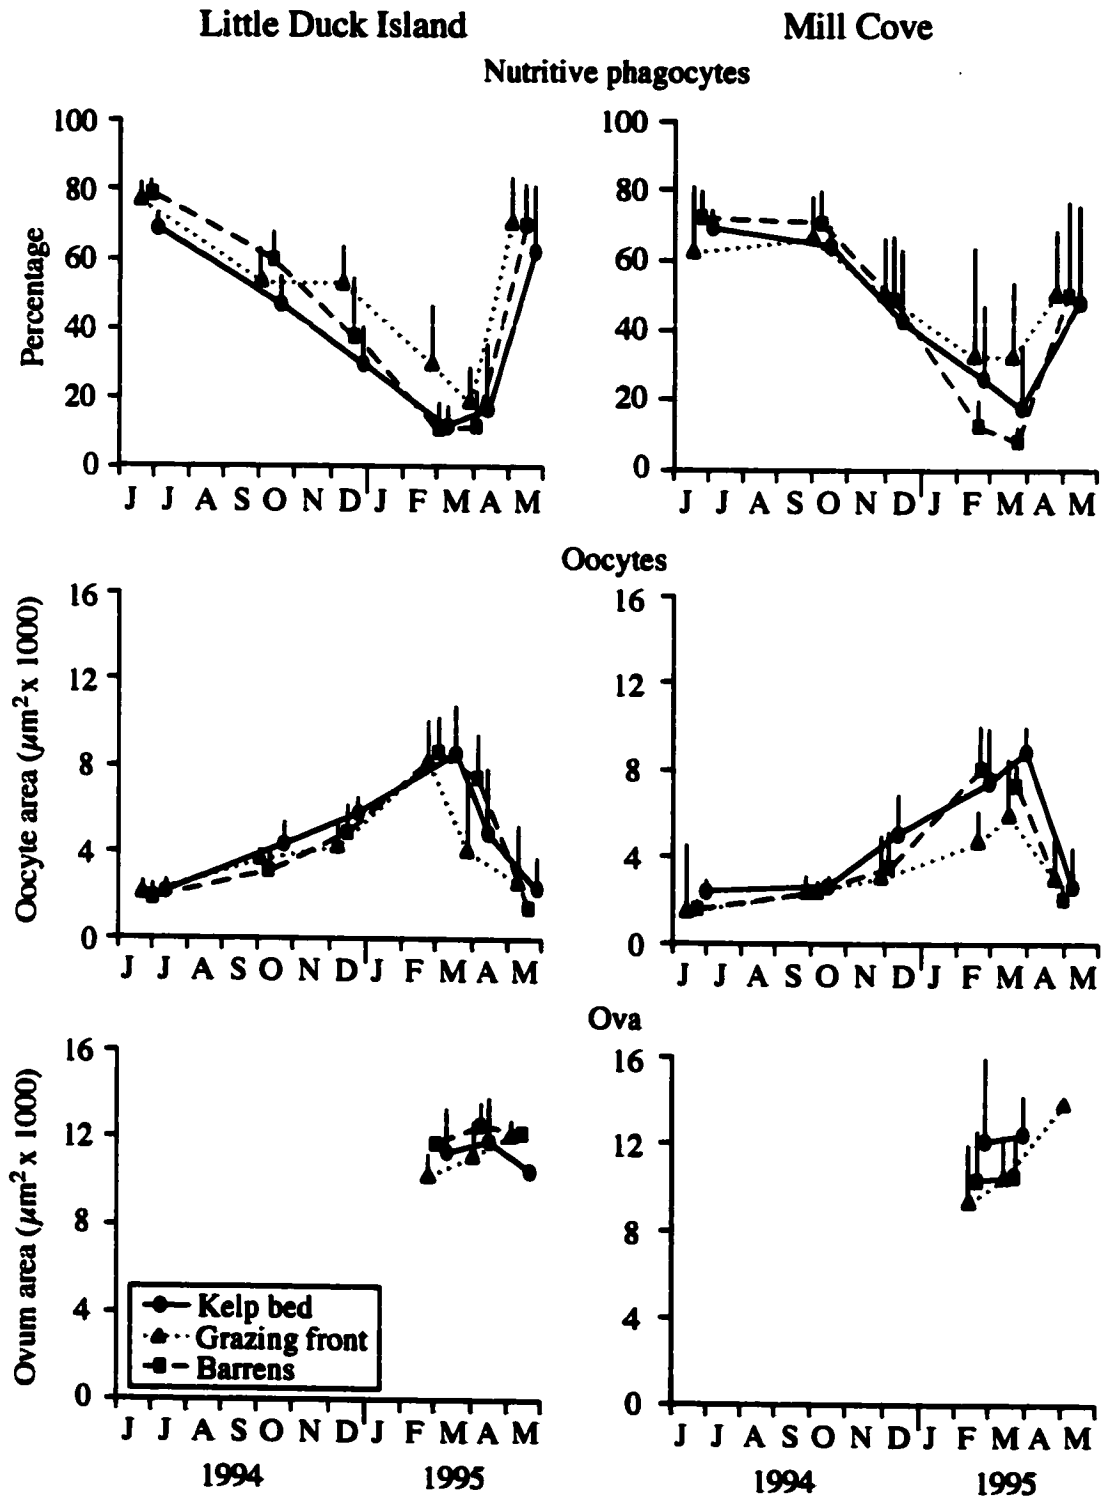 Little Duck Island Mill Cove
Nutritive phagocytes
Percentage
100
80
60
40
20
0
J J A S O N D J F M A M
100
80
60
40
20
0
J J A S O N D J F M A M
Oocytes
Oocyte area (μm² x 1000)
16
12
8
4
0
J J A S O N D J F M A M
16
12
8
4
0
J J A S O N D J F M A M
Ova
Ovum area (μm² x 1000)
16
12
8
4
0
Kelp bed
Grazing front
Barrens
J J A S O N D J F M A M
1994 1995
16
12
8
4
0
J J A S O N D J F M A M
1994 1995